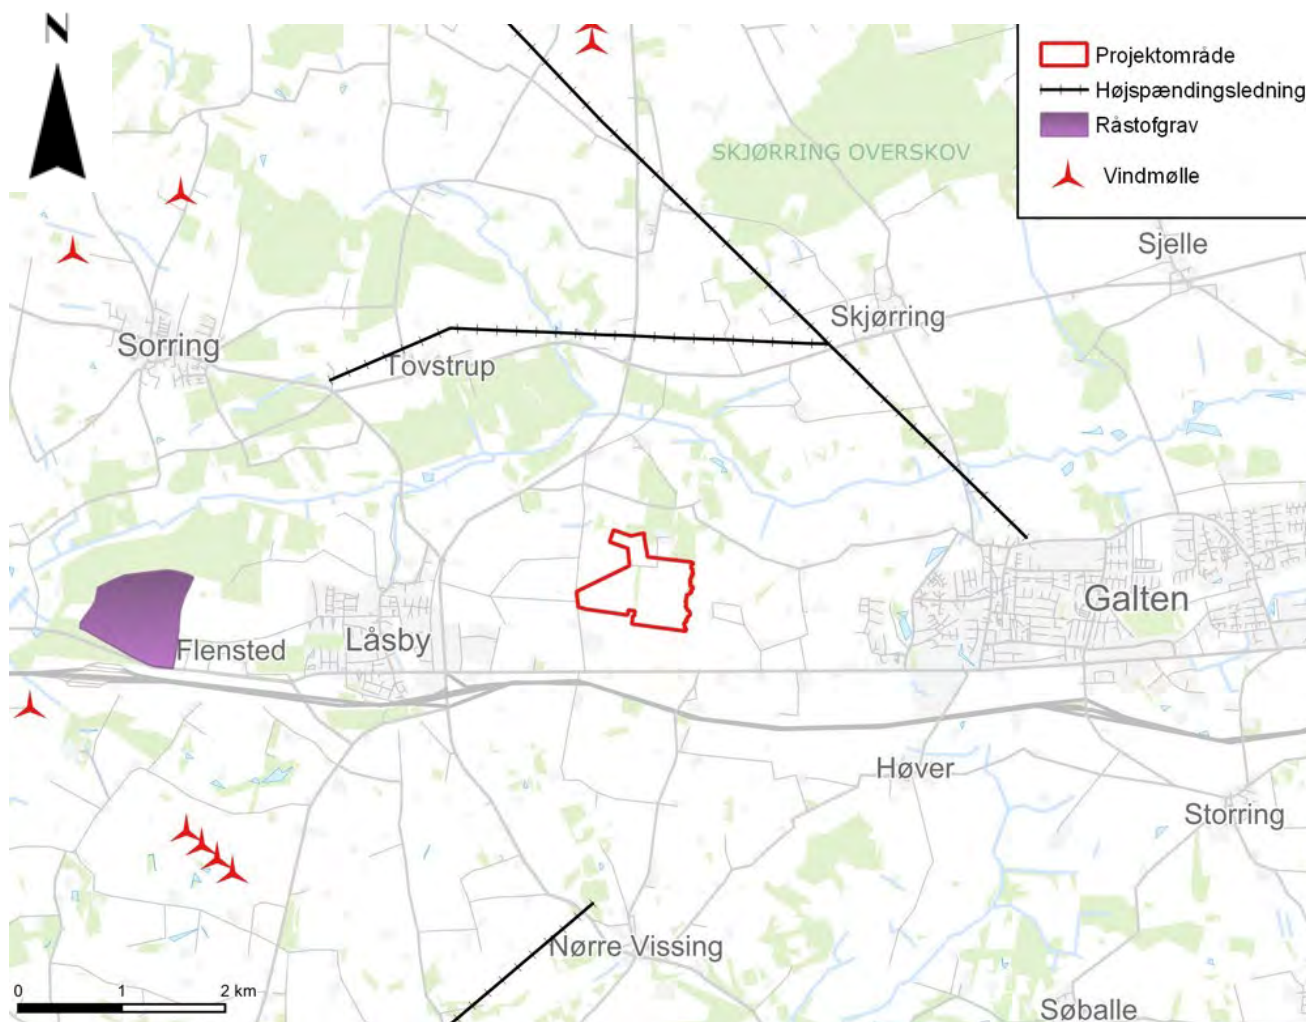 N
Projektområde
Højspændingsledning
Råstofgrav
Vindmølle
SKJØRRING OVERSKOV
Sjelle
Skjørring
Sorring
Tovstrup
Galten
Låsby
Flensted
Høver
Storring
Nørre Vissing
0 1 2 km
Søballe